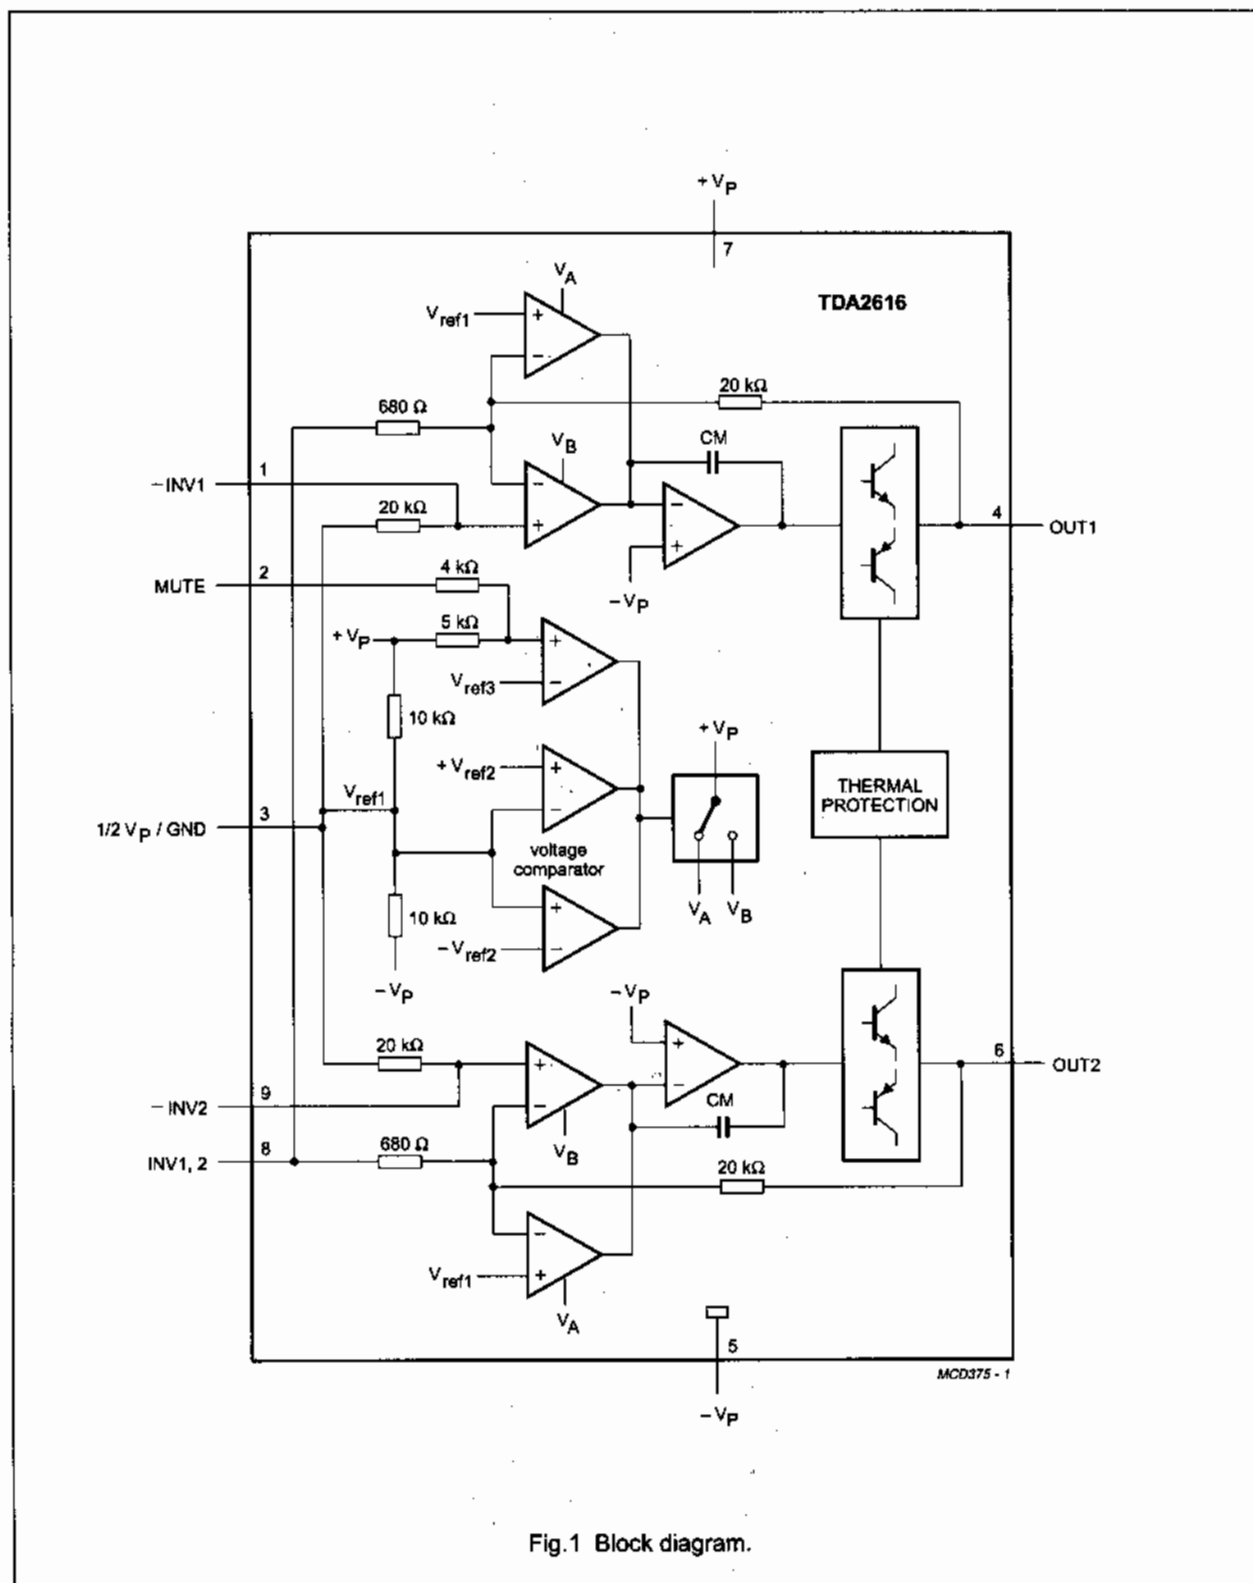 +VP
7
VA
TDA2616
Vref1
+
−
20 kΩ
680 Ω
CM
VB
1
−INV1
−
−
20 kΩ
+
4
OUT1
+
2
4 kΩ
MUTE
−VP
5 kΩ
+VP
+
Vref3
−
10 kΩ
+VP
+Vref2
+
THERMAL
PROTECTION
Vref1
−
3
1/2 VP / GND
voltage
comparator
+
VA
VB
10 kΩ
−Vref2
−
−VP
−VP
20 kΩ
+
+
6
OUT2
9
−
−
CM
−INV2
8
680 Ω
VB
INV1, 2
20 kΩ
−
Vref1
+
VA
5
MCD375 - 1
−VP
Fig.1 Block diagram.